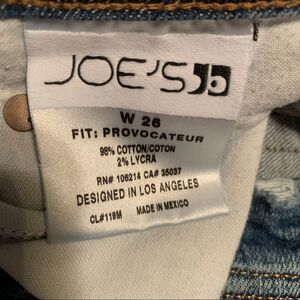 JOE'S
W 26
FIT: PROVOCATEUR
98% COTTON/COTON
2% LYCRA
RN# 106214 CA# 35037
DESIGNED IN LOS ANGELES
CL#119M MADE IN MEXICO